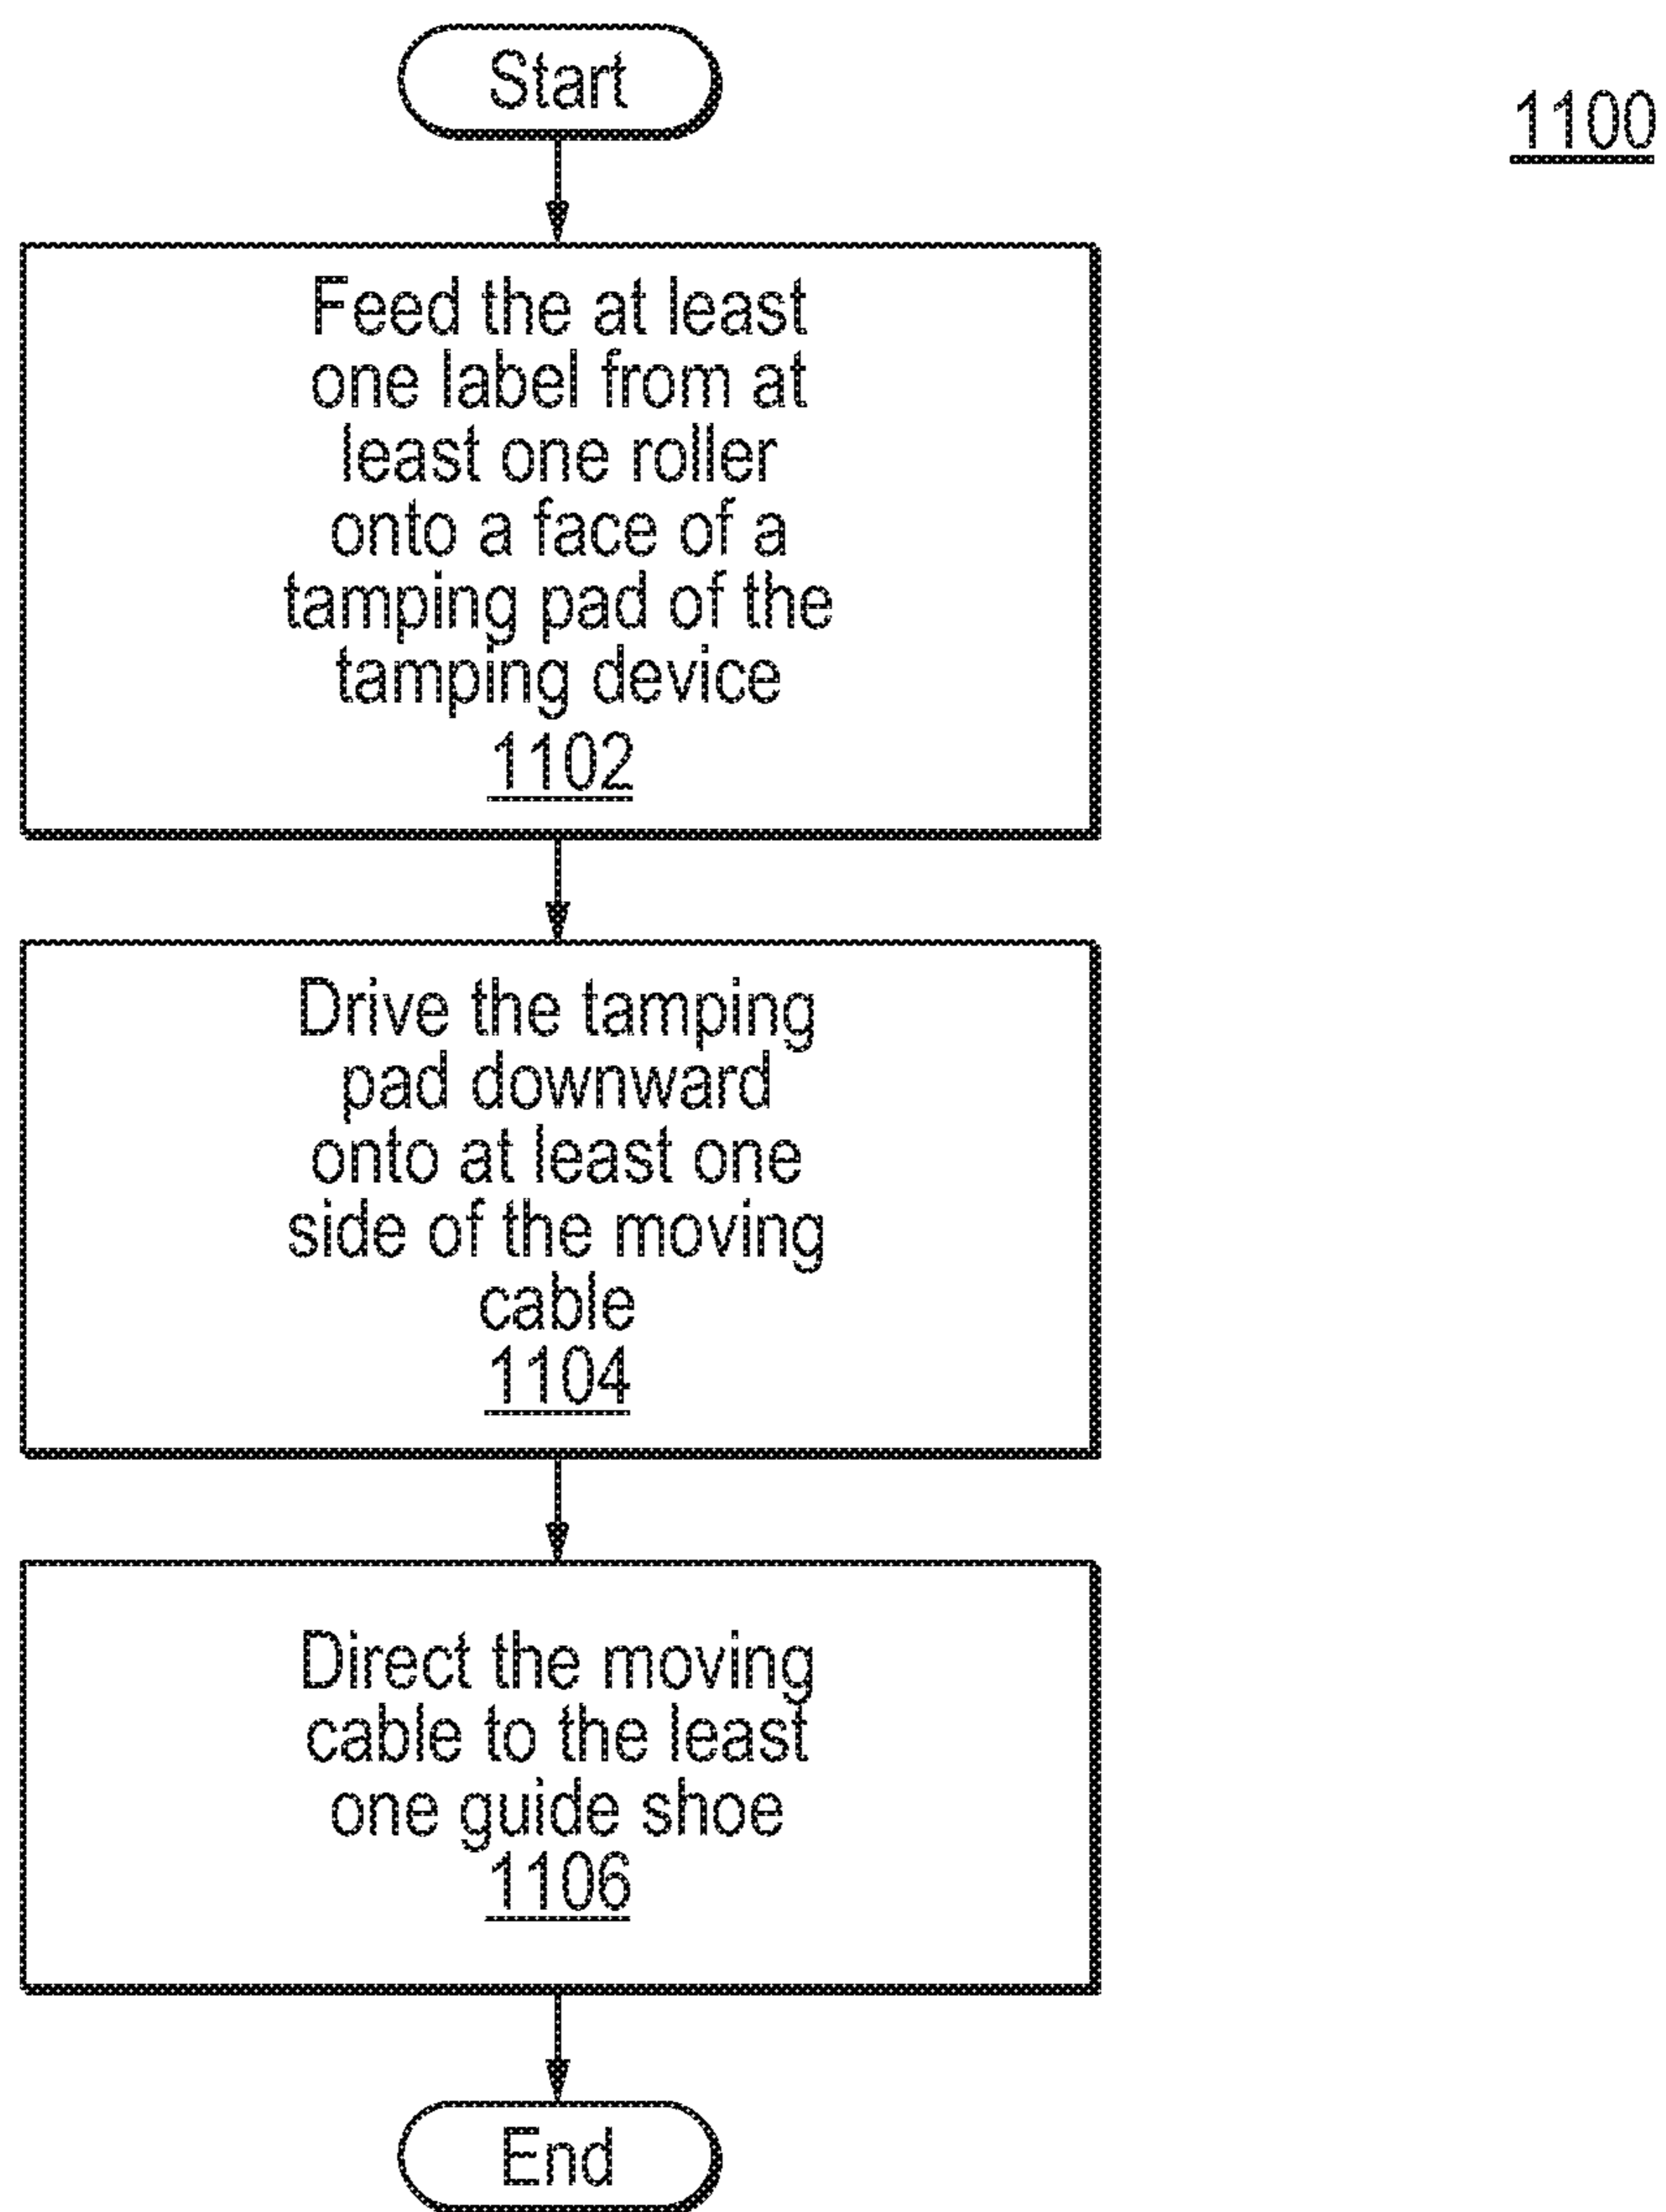 Start
1100
Feed the at least
one label from at
least one roller
onto a face of a
tamping pad of the
tamping device
1102
Drive the tamping
pad downward
onto at least one
side of the moving
cable
1104
Direct the moving
cable to the least
one guide shoe
1106
End